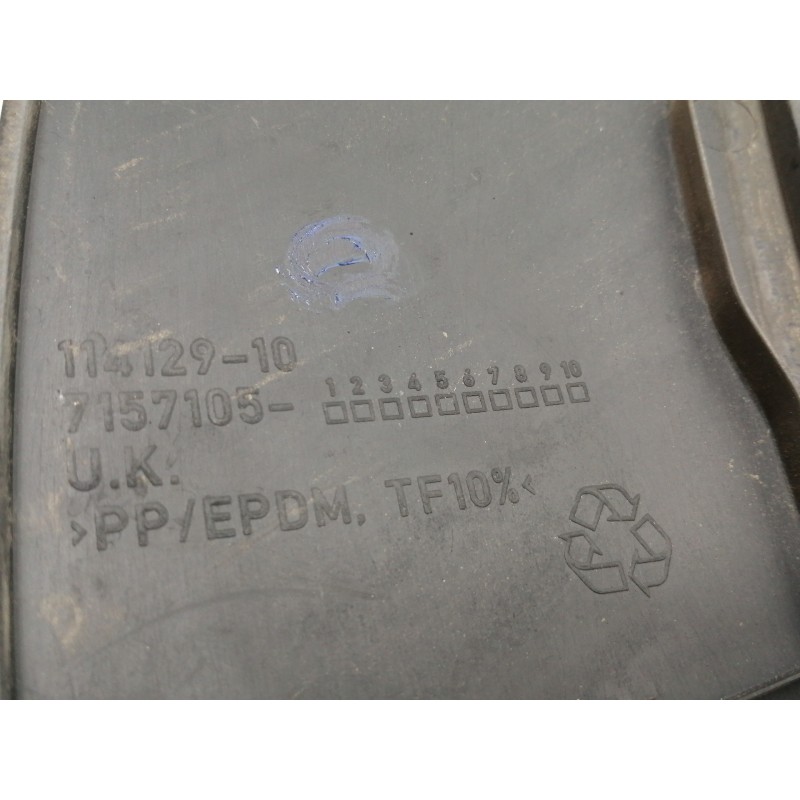 114129-10
1 2 3 4 5 6 7 8 9 10
7157105-
U.K.
>PP/EPDM, TF10%<